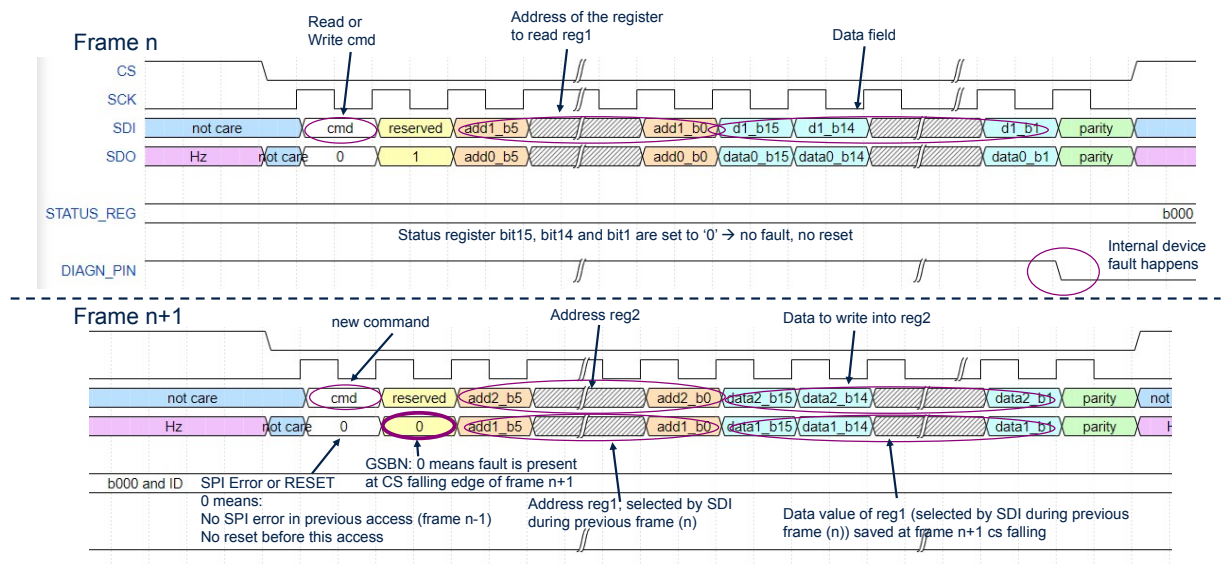 Read or
Write cmd
Address of the register
to read reg1
Data field
Frame n
CS
SCK
SDI not care cmd reserved add1_b5 add1_b0 d1_b15 d1_b14 d1_b1 parity
SDO Hz not care 0 1 add0_b5 add0_b0 data0_b15 data0_b14 data0_b1 parity
STATUS_REG b000
Status register bit15, bit14 and bit1 are set to ‘0’ → no fault, no reset
DIAGN_PIN
Internal device
fault happens
Frame n+1
new command
Address reg2
Data to write into reg2
not care cmd reserved add2_b5 add2_b0 data2_b15 data2_b14 data2_b1 parity not
Hz not care 0 0 add1_b5 add1_b0 data1_b15 data1_b14 data1_b1 parity
b000 and ID
SPI Error or RESET
0 means:
No SPI error in previous access (frame n-1)
No reset before this access
GSBN: 0 means fault is present
at CS falling edge of frame n+1
Address reg1, selected by SDI
during previous frame (n)
Data value of reg1 (selected by SDI during previous
frame (n)) saved at frame n+1 cs falling